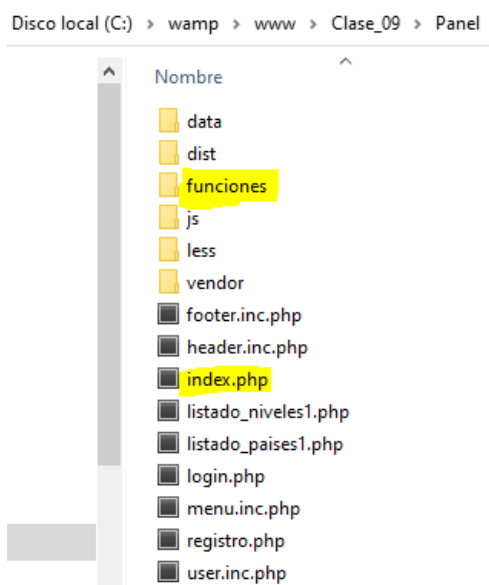 Disco local (C:) > wamp > www > Clase_09 > Panel
Nombre
data
dist
funciones
js
less
vendor
footer.inc.php
header.inc.php
index.php
listado_niveles1.php
listado_paises1.php
login.php
menu.inc.php
registro.php
user.inc.php